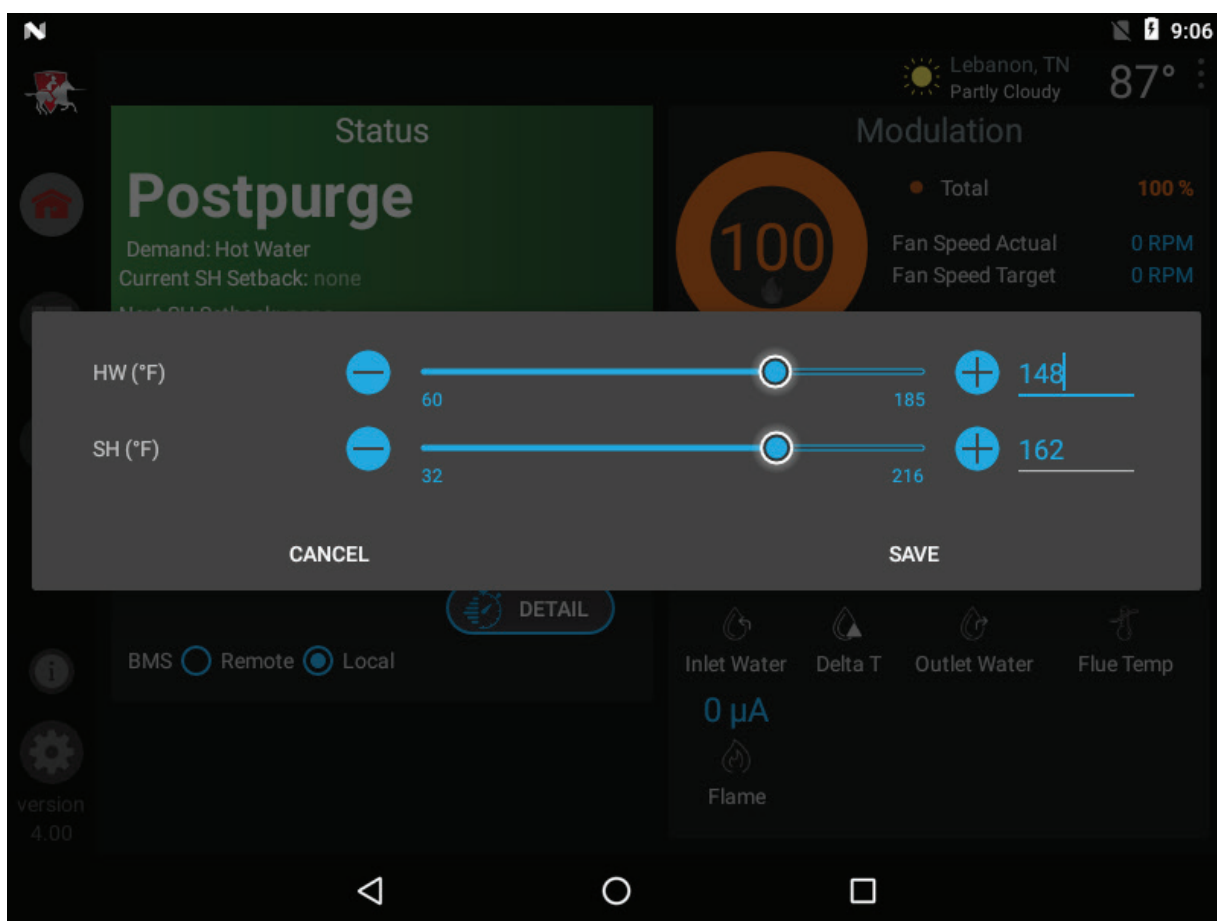 9:06
Lebanon, TN
Partly Cloudy
87°
Status
Postpurge
Demand: Hot Water
Current SH Setback: none
Modulation
100
Total 100 %
Fan Speed Actual 0 RPM
Fan Speed Target 0 RPM
HW (°F)
60
185
148
SH (°F)
32
216
162
CANCEL
SAVE
DETAIL
BMS Remote Local
Inlet Water
Delta T
Outlet Water
Flue Temp
0 µA
Flame
version
4.00